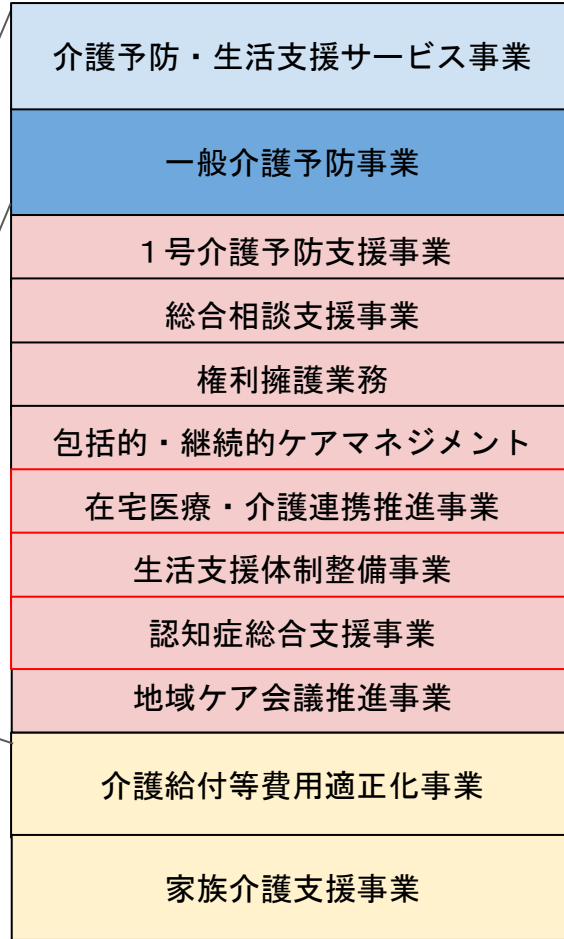 介護予防・生活支援サービス事業
一般介護予防事業
１号介護予防支援事業
総合相談支援事業
権利擁護業務
包括的・継続的ケアマネジメント
在宅医療・介護連携推進事業
生活支援体制整備事業
認知症総合支援事業
地域ケア会議推進事業
介護給付等費用適正化事業
家族介護支援事業